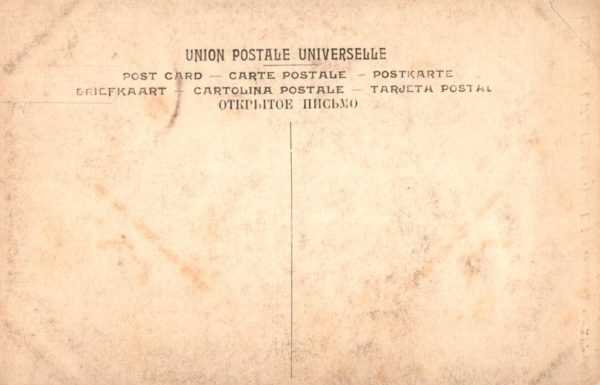 UNION POSTALE UNIVERSELLE
POST CARD — CARTE POSTALE — POSTKARTE
BRIEFKAART — CARTOLINA POSTALE — TARJETA POSTAL
ОТКРЫТОЕ ПИСЬМО